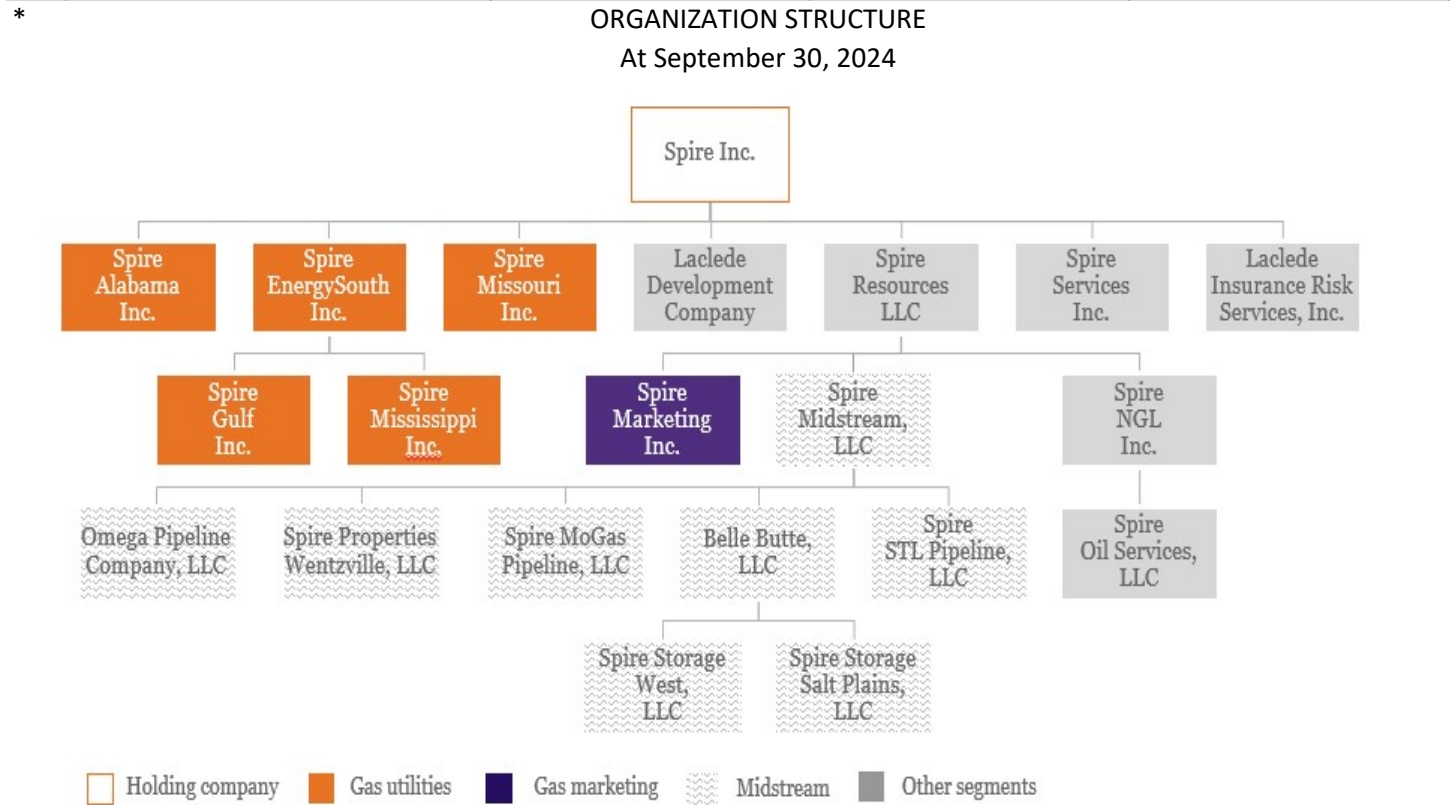 *
ORGANIZATION STRUCTURE
At September 30, 2024
Spire Inc.
Spire
Alabama
Inc.
Spire
EnergySouth
Inc.
Spire
Missouri
Inc.
Laclede
Development
Company
Spire
Resources
LLC
Spire
Services
Inc.
Laclede
Insurance Risk
Services, Inc.
Spire
Gulf
Inc.
Spire
Mississippi
Inc.
Spire
Marketing
Inc.
Spire
Midstream,
LLC
Spire
NGL
Inc.
Omega Pipeline
Company, LLC
Spire Properties
Wentzville, LLC
Spire MoGas
Pipeline, LLC
Belle Butte,
LLC
Spire
STL Pipeline,
LLC
Spire
Oil Services,
LLC
Spire Storage
West,
LLC
Spire Storage
Salt Plains,
LLC
Holding company
Gas utilities
Gas marketing
Midstream
Other segments